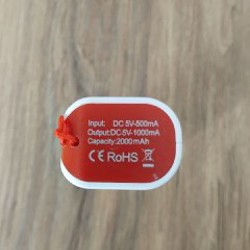 Input: DC 5V-800mA
Output:DC 5V-1000mA
Capacity:2000mAh
CE RoHS